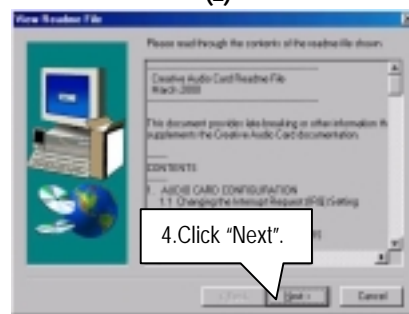 View Readme File
Please read through the contents of the readme file shown.
Creative Audio Card Readme File
March 2000
This document provides late-breaking or other information th
supplements the Creative Audio Card documentation.
CONTENTS
1. AUDIO CARD CONFIGURATION
1.1 Changing the Interrupt Request (IRQ) Setting
4.Click “Next”.
Next >
Cancel